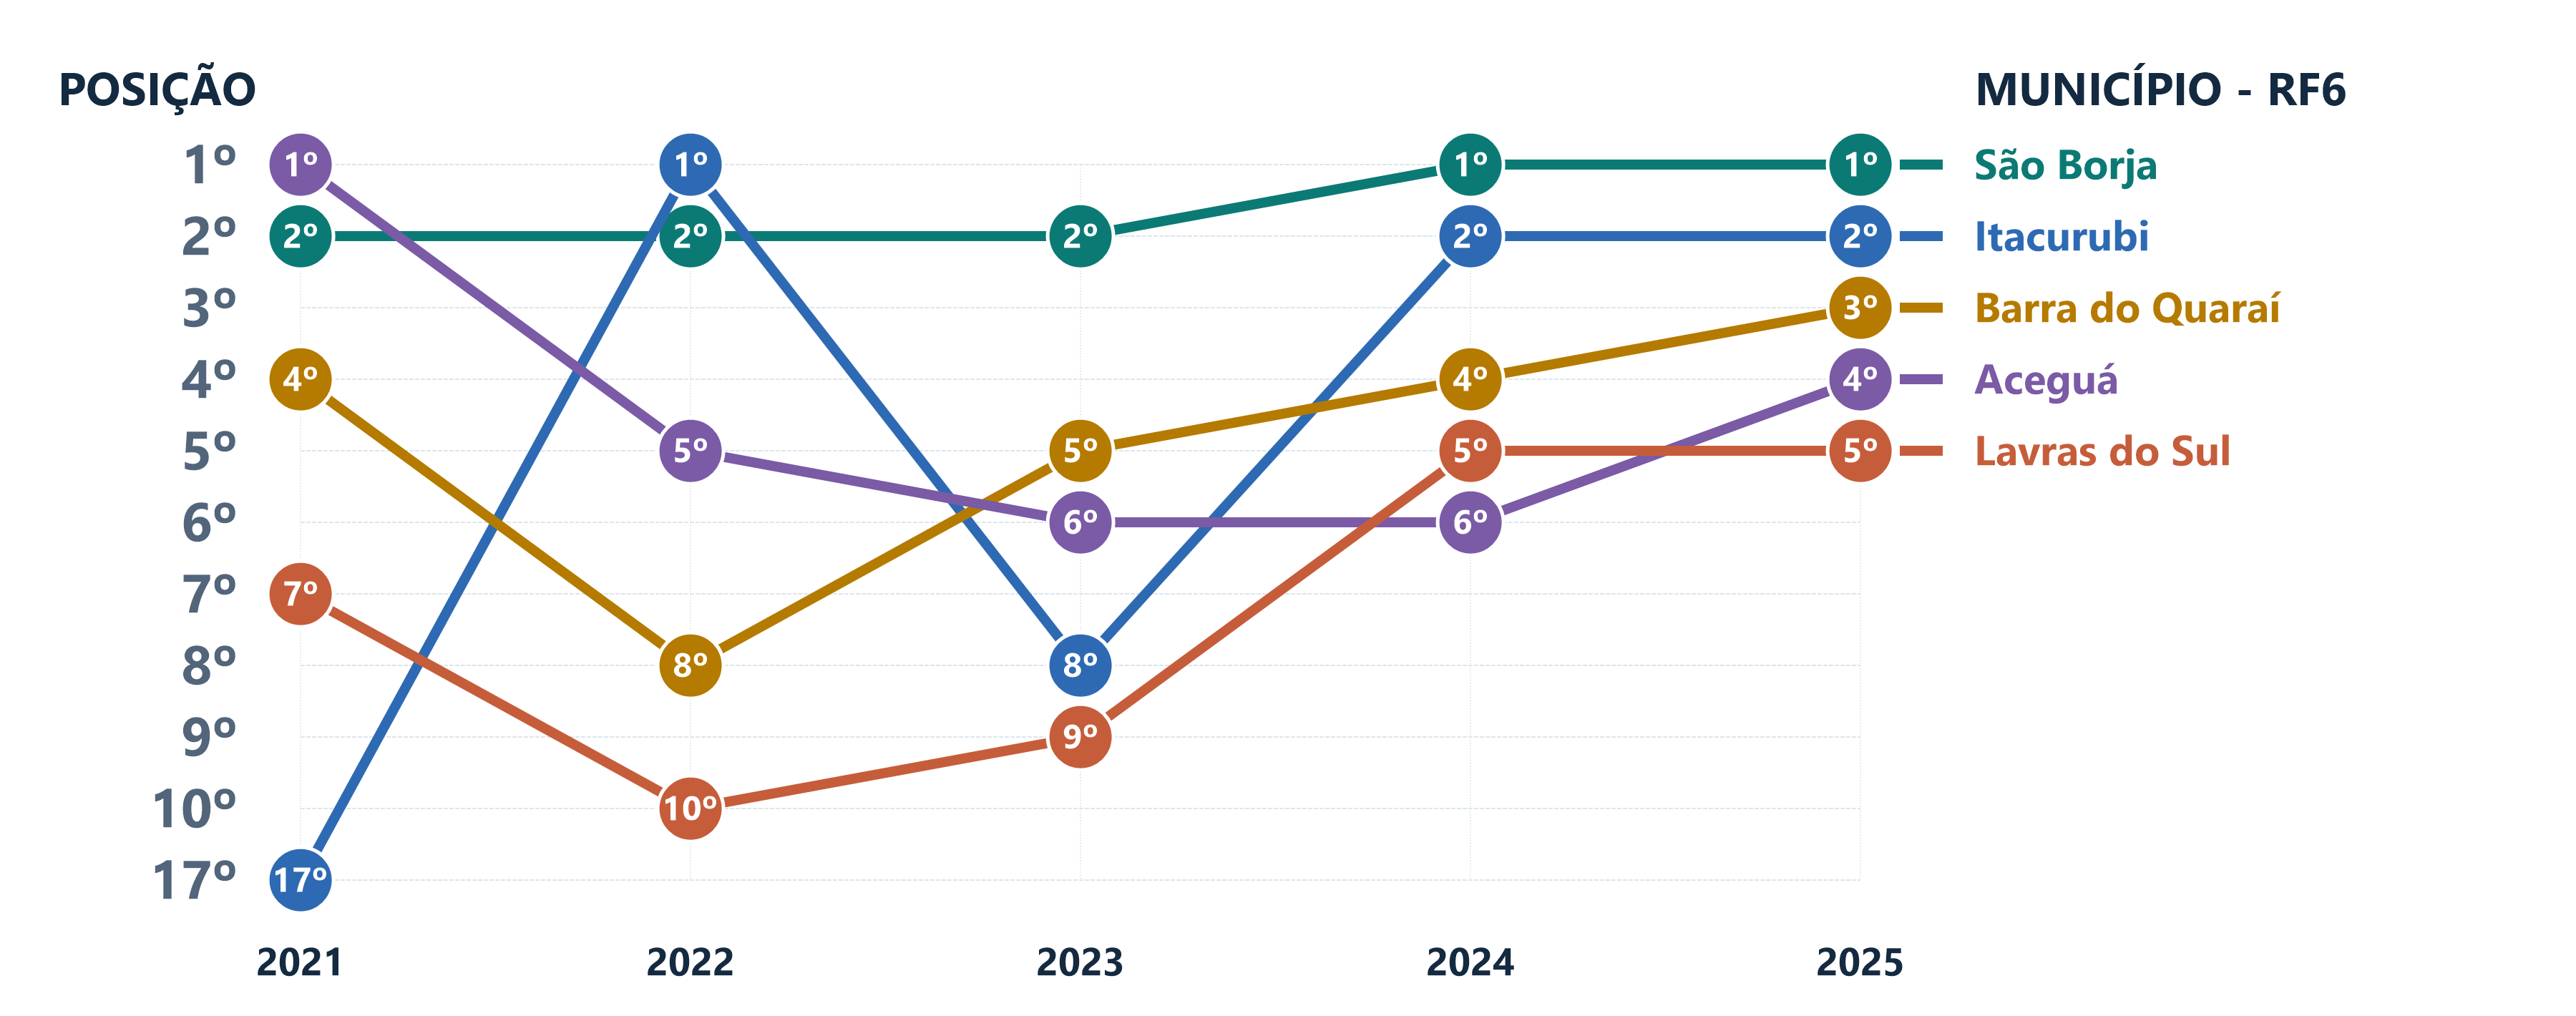 POSIÇÃO MUNICÍPIO - RF6
1º 1º 1º 1º 1º São Borja
2º 2º 2º 2º 2º 2º Itacurubi
3º 3º Barra do Quaraí
4º 4º 4º 4º Aceguá
5º 5º 5º 5º 5º Lavras do Sul
6º 6º 6º
7º 7º
8º 8º 8º
9º 9º
10º 10º
17º 17º
2021 2022 2023 2024 2025